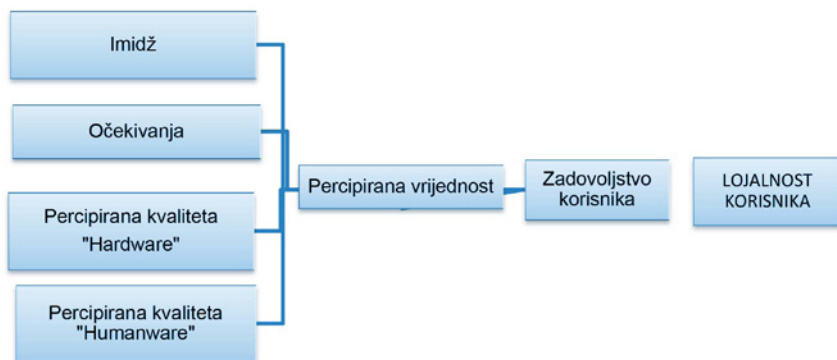 Imidž
Očekivanja
Percipirana kvaliteta
"Hardware"
Percipirana kvaliteta
"Humanware"
Percipirana vrijednost
Zadovoljstvo
korisnika
LOJALNOST
KORISNIKA